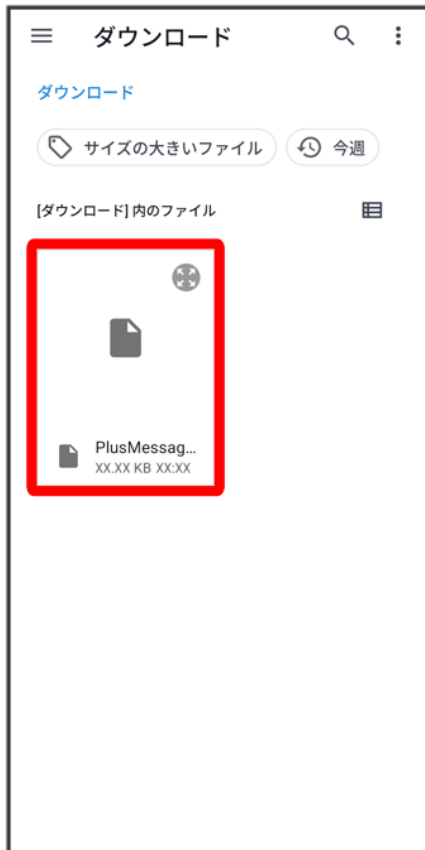 ダウンロード
ダウンロード
サイズの大きいファイル
今週
[ダウンロード] 内のファイル
PlusMessag...
XX.XX KB XX:XX